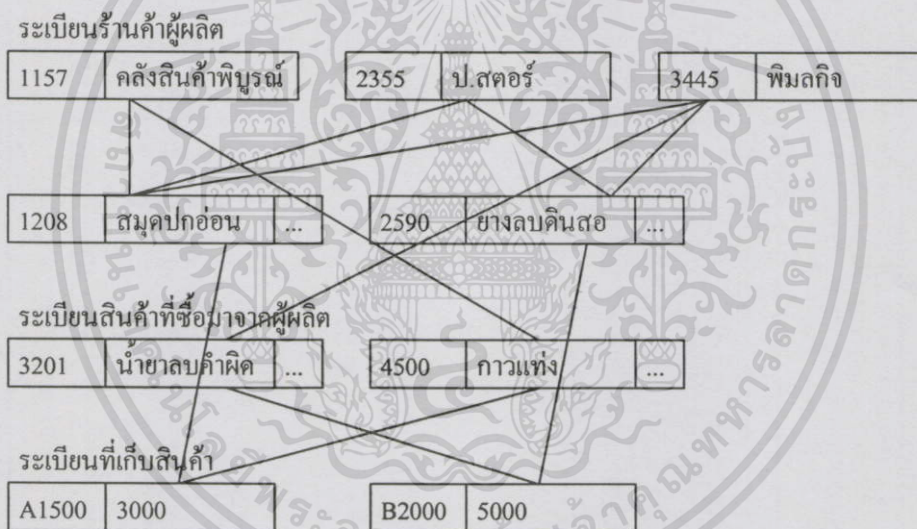 ระเบียนร้านค้าผู้ผลิต
1157 คลังสินค้าพิบูรณ์ 2355 ป.สตอร์ 3445 พิมลกิจ
1208 สมุดปกอ่อน ... 2590 ยางลบดินสอ ...
ระเบียนสินค้าที่ซื้อมาจากผู้ผลิต
3201 น้ำยาลบคำผิด ... 4500 กาวแท่ง ...
ระเบียนที่เก็บสินค้า
A1500 3000 B2000 5000